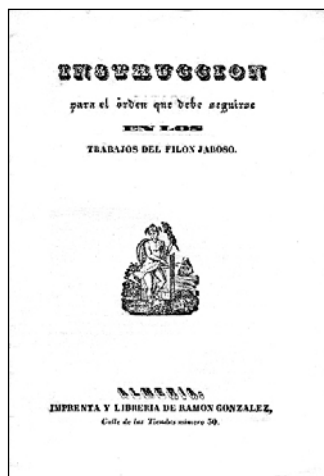 INSTRUCCION
para el órden que debe seguirse
EN LOS
TRABAJOS DEL FILON JAROSO.
ALMERÍA:
IMPRENTA Y LIBRERIA DE RAMON GONZALEZ,
Calle de las Tiendas número 30.